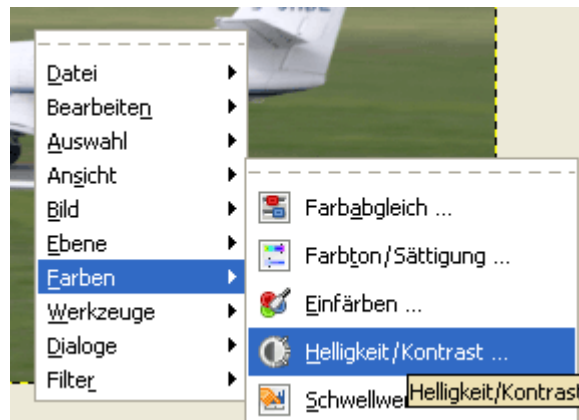 Datei
Bearbeiten
Auswahl
Ansicht
Bild
Ebene
Farben
Werkzeuge
Dialoge
Filter
Farbabgleich ...
Farbton/Sättigung ...
Einfärben ...
Helligkeit/Kontrast ...
Helligkeit/Kontrast